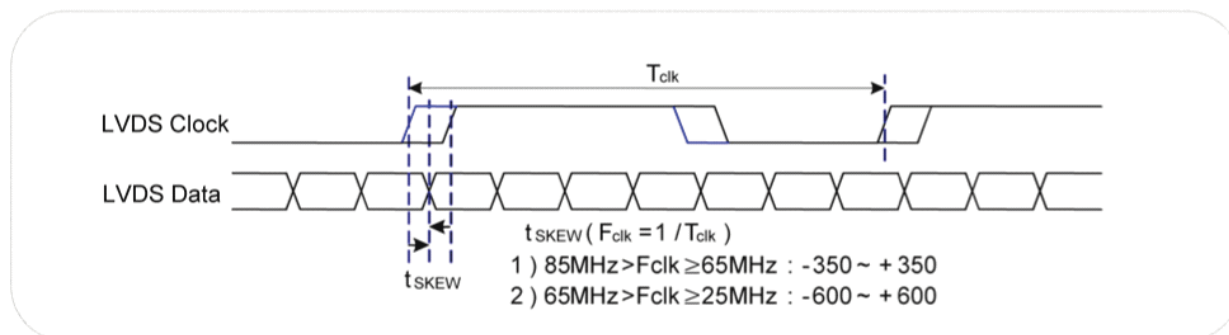 Tclk
LVDS Clock
LVDS Data
tSKEW
tSKEW ( Fclk = 1 / Tclk )
1 ) 85MHz>Fclk ≥65MHz : -350 ~ + 350
2 ) 65MHz>Fclk ≥25MHz : -600 ~ + 600